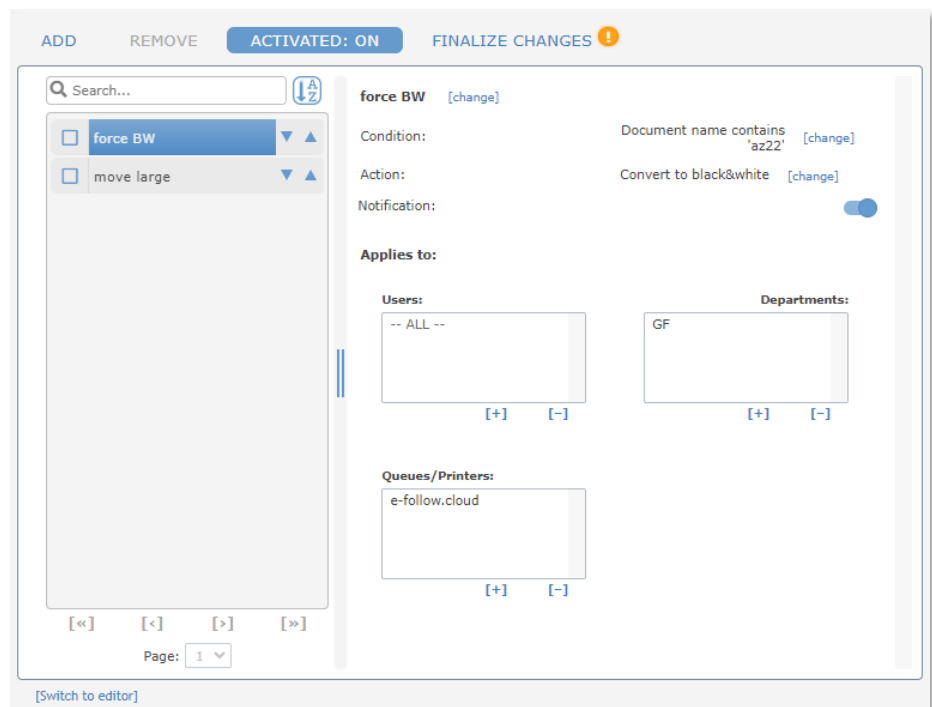 ADD REMOVE ACTIVATED: ON FINALIZE CHANGES !
Search... A Z
force BW
move large
[«] [‹] [›] [»]
Page: 1
force BW [change]
Condition: Document name contains
'az22' [change]
Action: Convert to black&white [change]
Notification:
Applies to:
Users: Departments:
-- ALL -- GF
[+] [−] [+] [−]
Queues/Printers:
e-follow.cloud
[+] [−]
[Switch to editor]